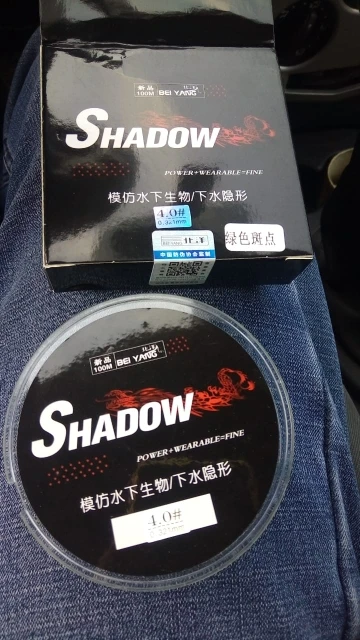 新品
100M
BEI YANG
SHADOW
POWER+WEARABLE=FINE
模仿水下生物/下水隐形
4.0#
0.321mm
绿色斑点
新品
100M
BEI YANG
SHADOW
POWER+WEARABLE=FINE
模仿水下生物/下水隐形
4.0#